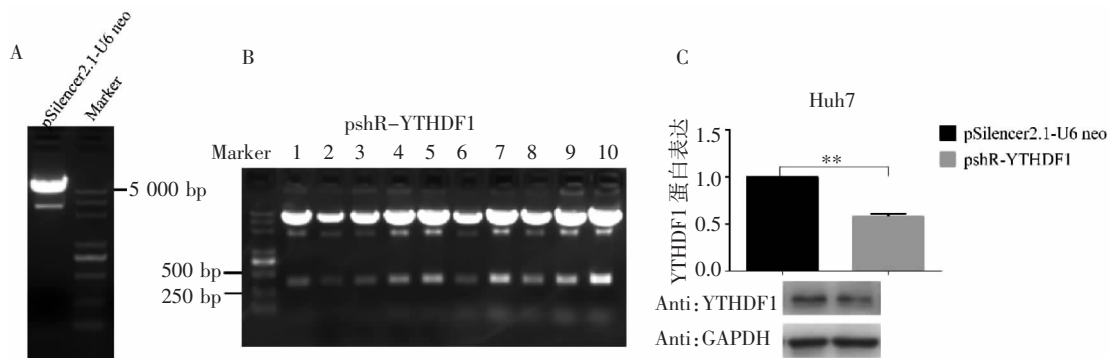 A
pSilencer2.1-U6 neo
Marker
5 000 bp
B
pshR-YTHDF1
Marker 1 2 3 4 5 6 7 8 9 10
500 bp
250 bp
C
Huh7
YTHDF1 蛋白表达
1.5
1.0
0.5
0.0
**
pSilencer2.1-U6 neo
pshR-YTHDF1
Anti:YTHDF1
Anti:GAPDH